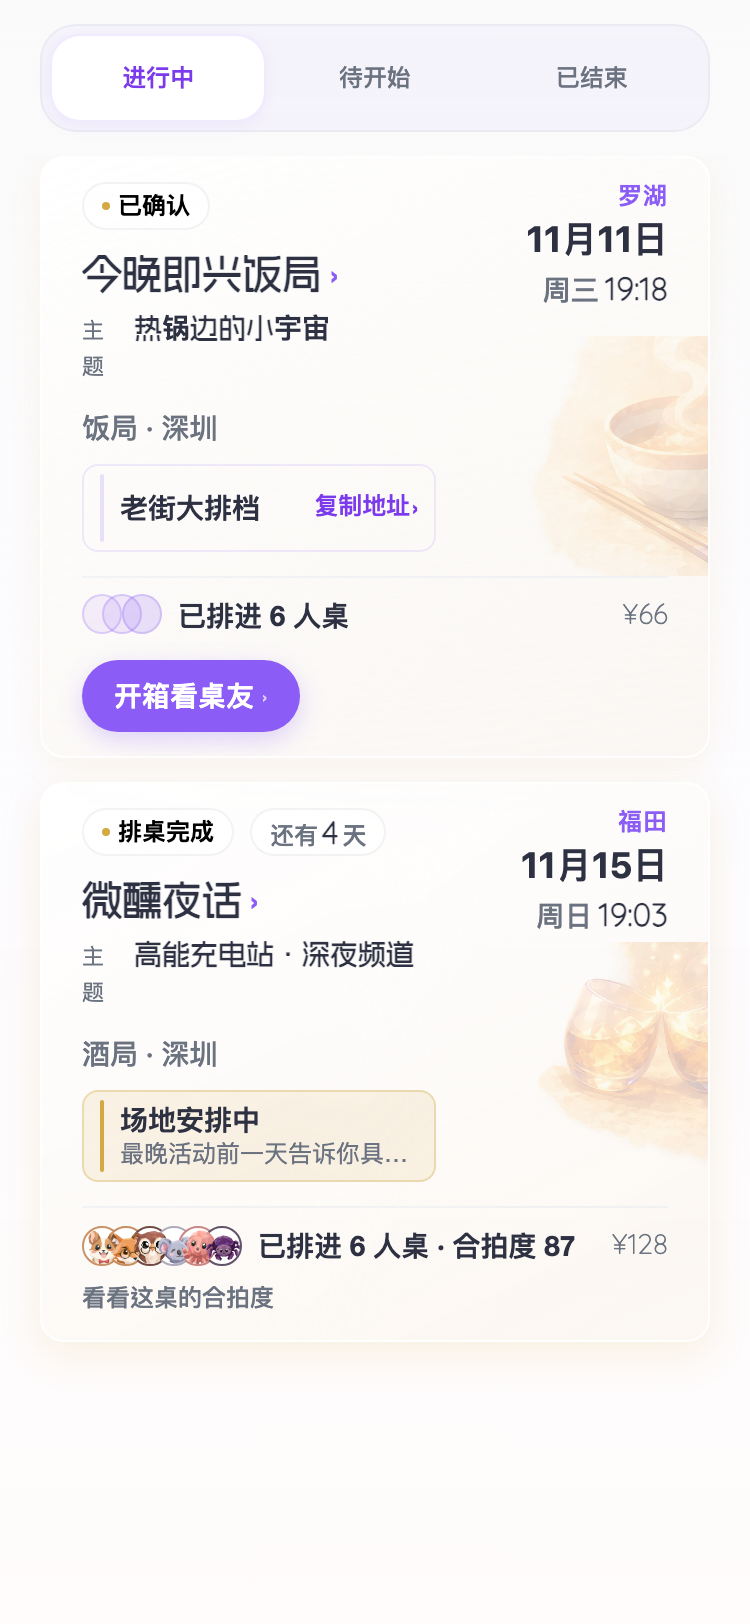 进行中
待开始
已结束
已确认
罗湖
11月11日
周三 19:18
今晚即兴饭局 ›
主题
热锅边的小宇宙
饭局 · 深圳
老街大排档
复制地址›
已排进 6 人桌
¥66
开箱看桌友 ›
排桌完成
还有 4 天
福田
11月15日
周日 19:03
微醺夜话 ›
主题
高能充电站 · 深夜频道
酒局 · 深圳
场地安排中
最晚活动前一天告诉你具...
已排进 6 人桌 · 合拍度 87
¥128
看看这桌的合拍度